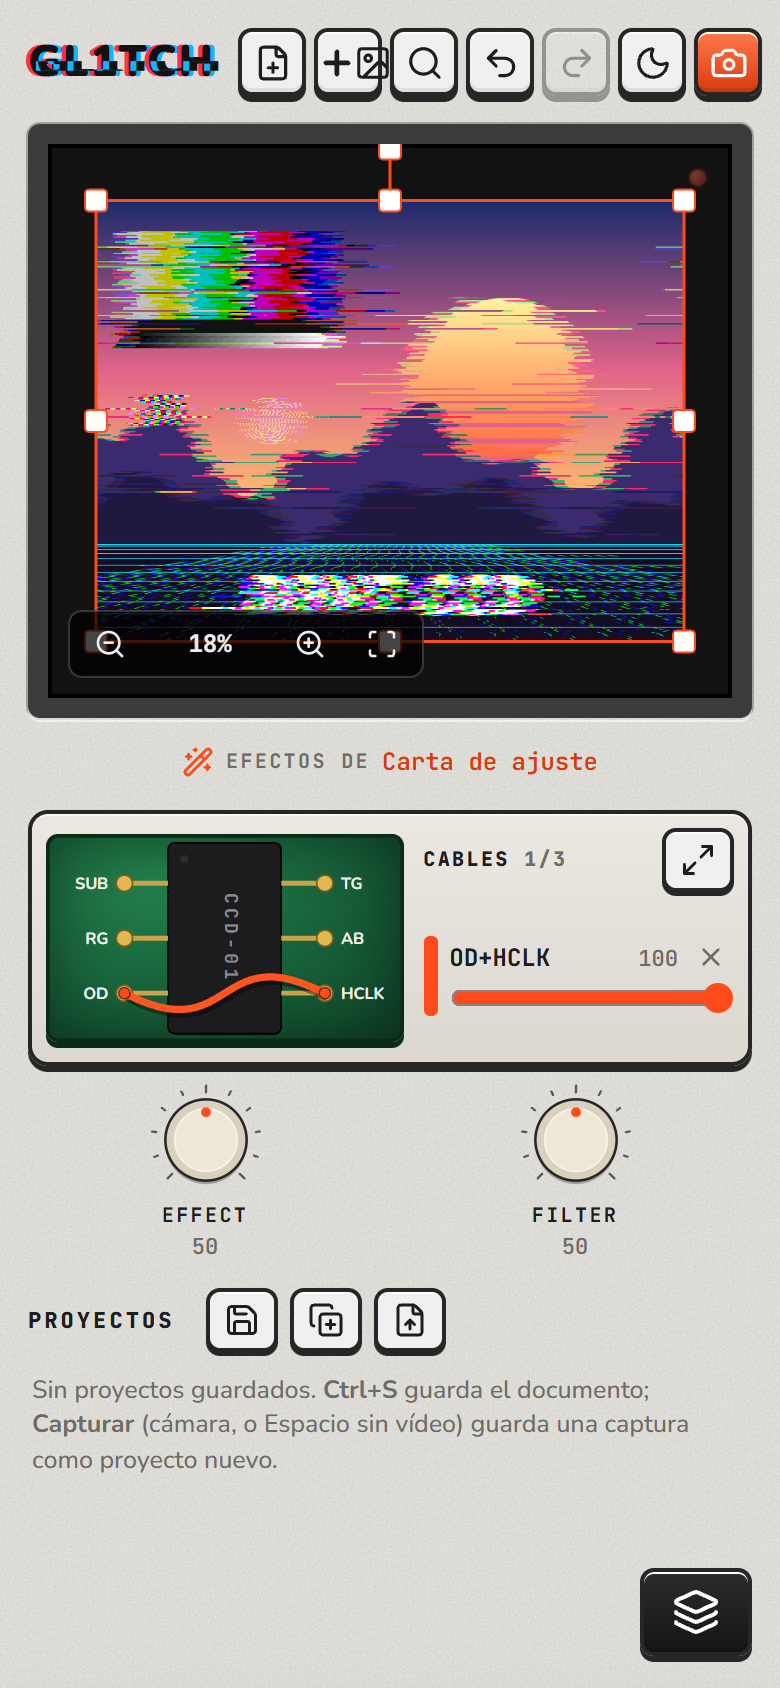 GL1TCH
18%
EFECTOS DE Carta de ajuste
SUB
TG
RG
AB
OD
HCLK
CCD-01
CABLES 1/3
OD+HCLK 100
EFFECT
50
FILTER
50
PROYECTOS
Sin proyectos guardados. Ctrl+S guarda el documento;
Capturar (cámara, o Espacio sin vídeo) guarda una captura
como proyecto nuevo.